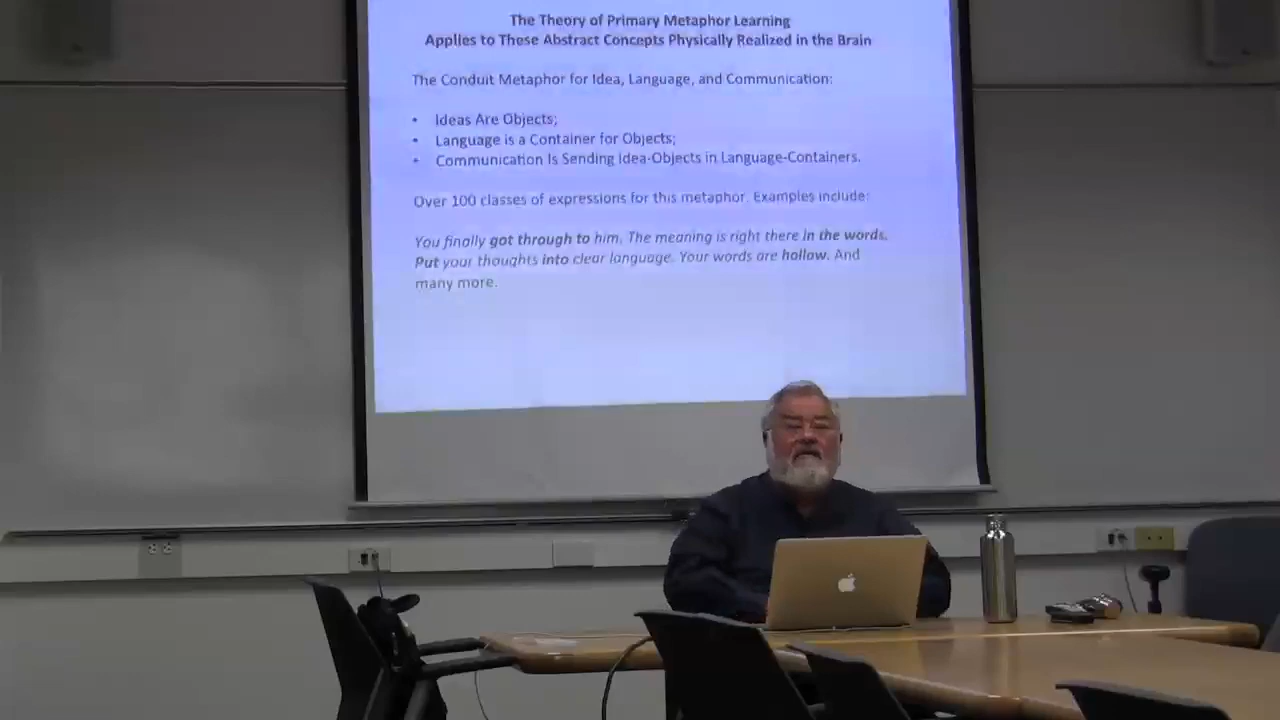 The Theory of Primary Metaphor Learning
Applies to These Abstract Concepts Physically Realized in the Brain
The Conduit Metaphor for Idea, Language, and Communication:
• Ideas Are Objects;
• Language is a Container for Objects;
• Communication Is Sending Idea-Objects in Language-Containers.
Over 100 classes of expressions for this metaphor. Examples include:
You finally got through to him. The meaning is right there in the words.
Put your thoughts into clear language. Your words are hollow. And
many more.